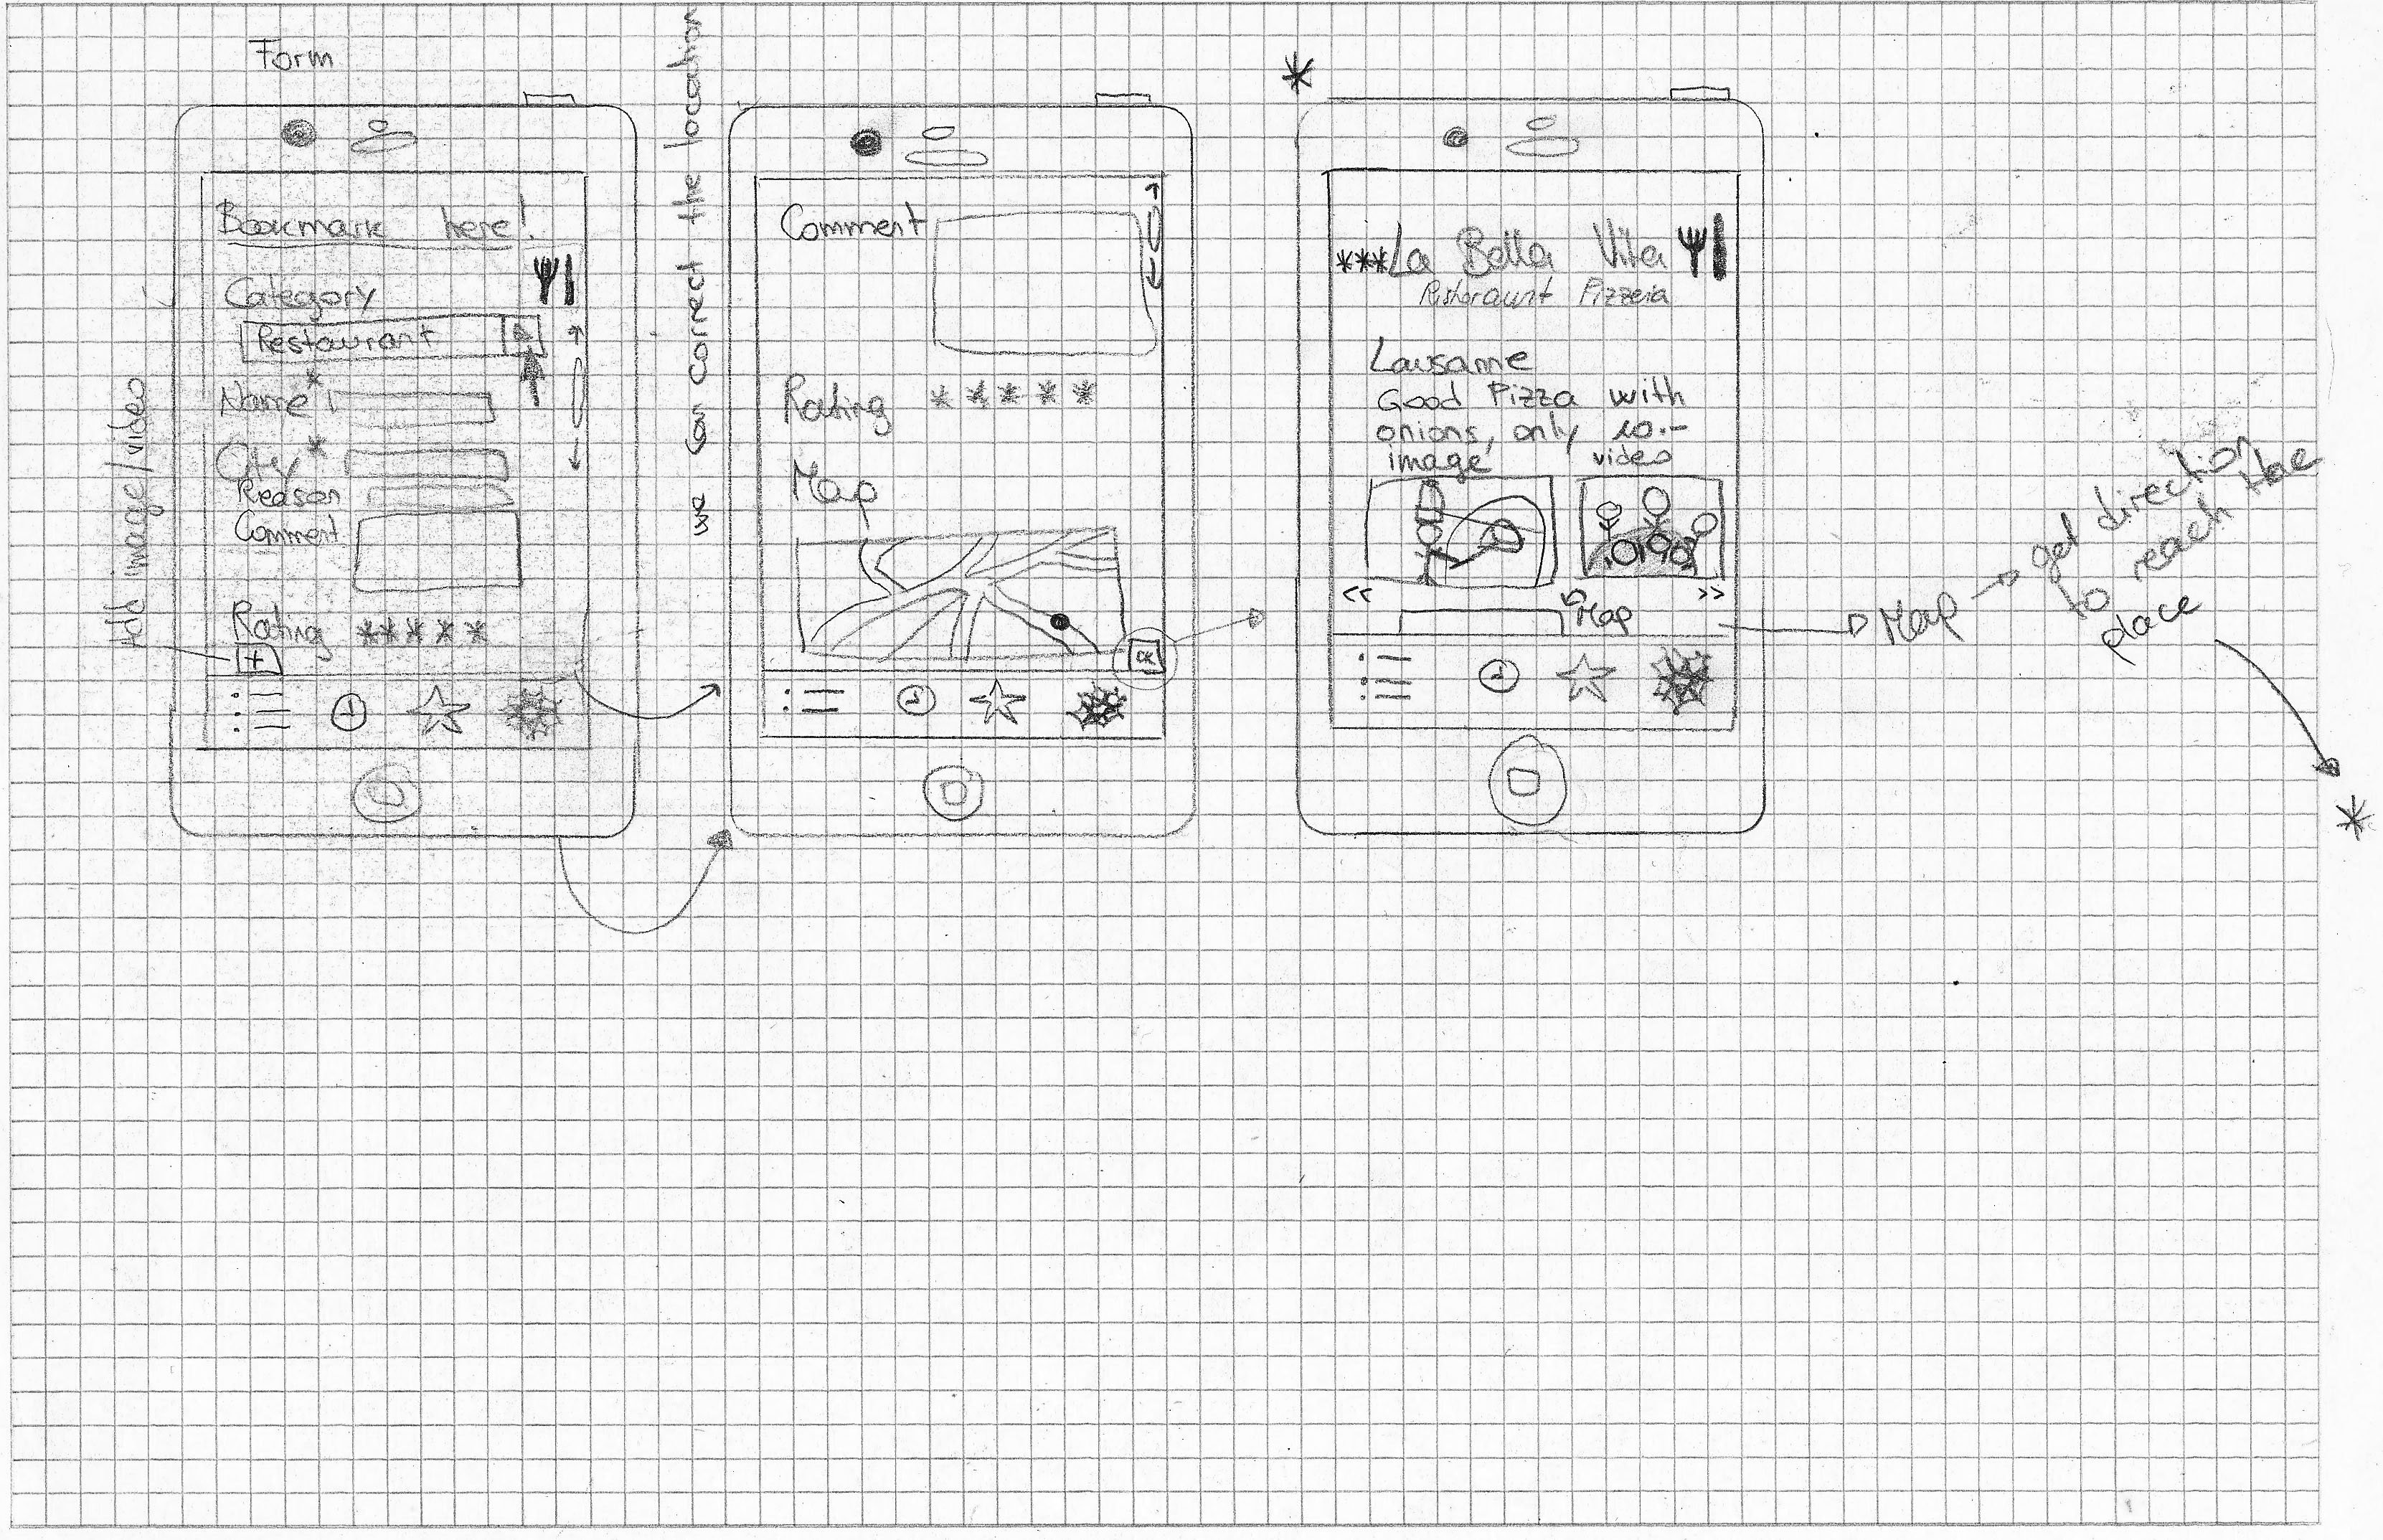 Form
Add image/video
Bookmark here!
Category
Restaurant
Name *
City *
Reason
Comment
Rating *****
+
we can correct the location
Comment
Rating *****
Map
OK
*
***La Bella Vita
Ristoraunt Pizzeia
Lausanne
Good Pizza with
onions, only 10.-
image video
<< >>
Map
Map
get direction
to reach the
place
*